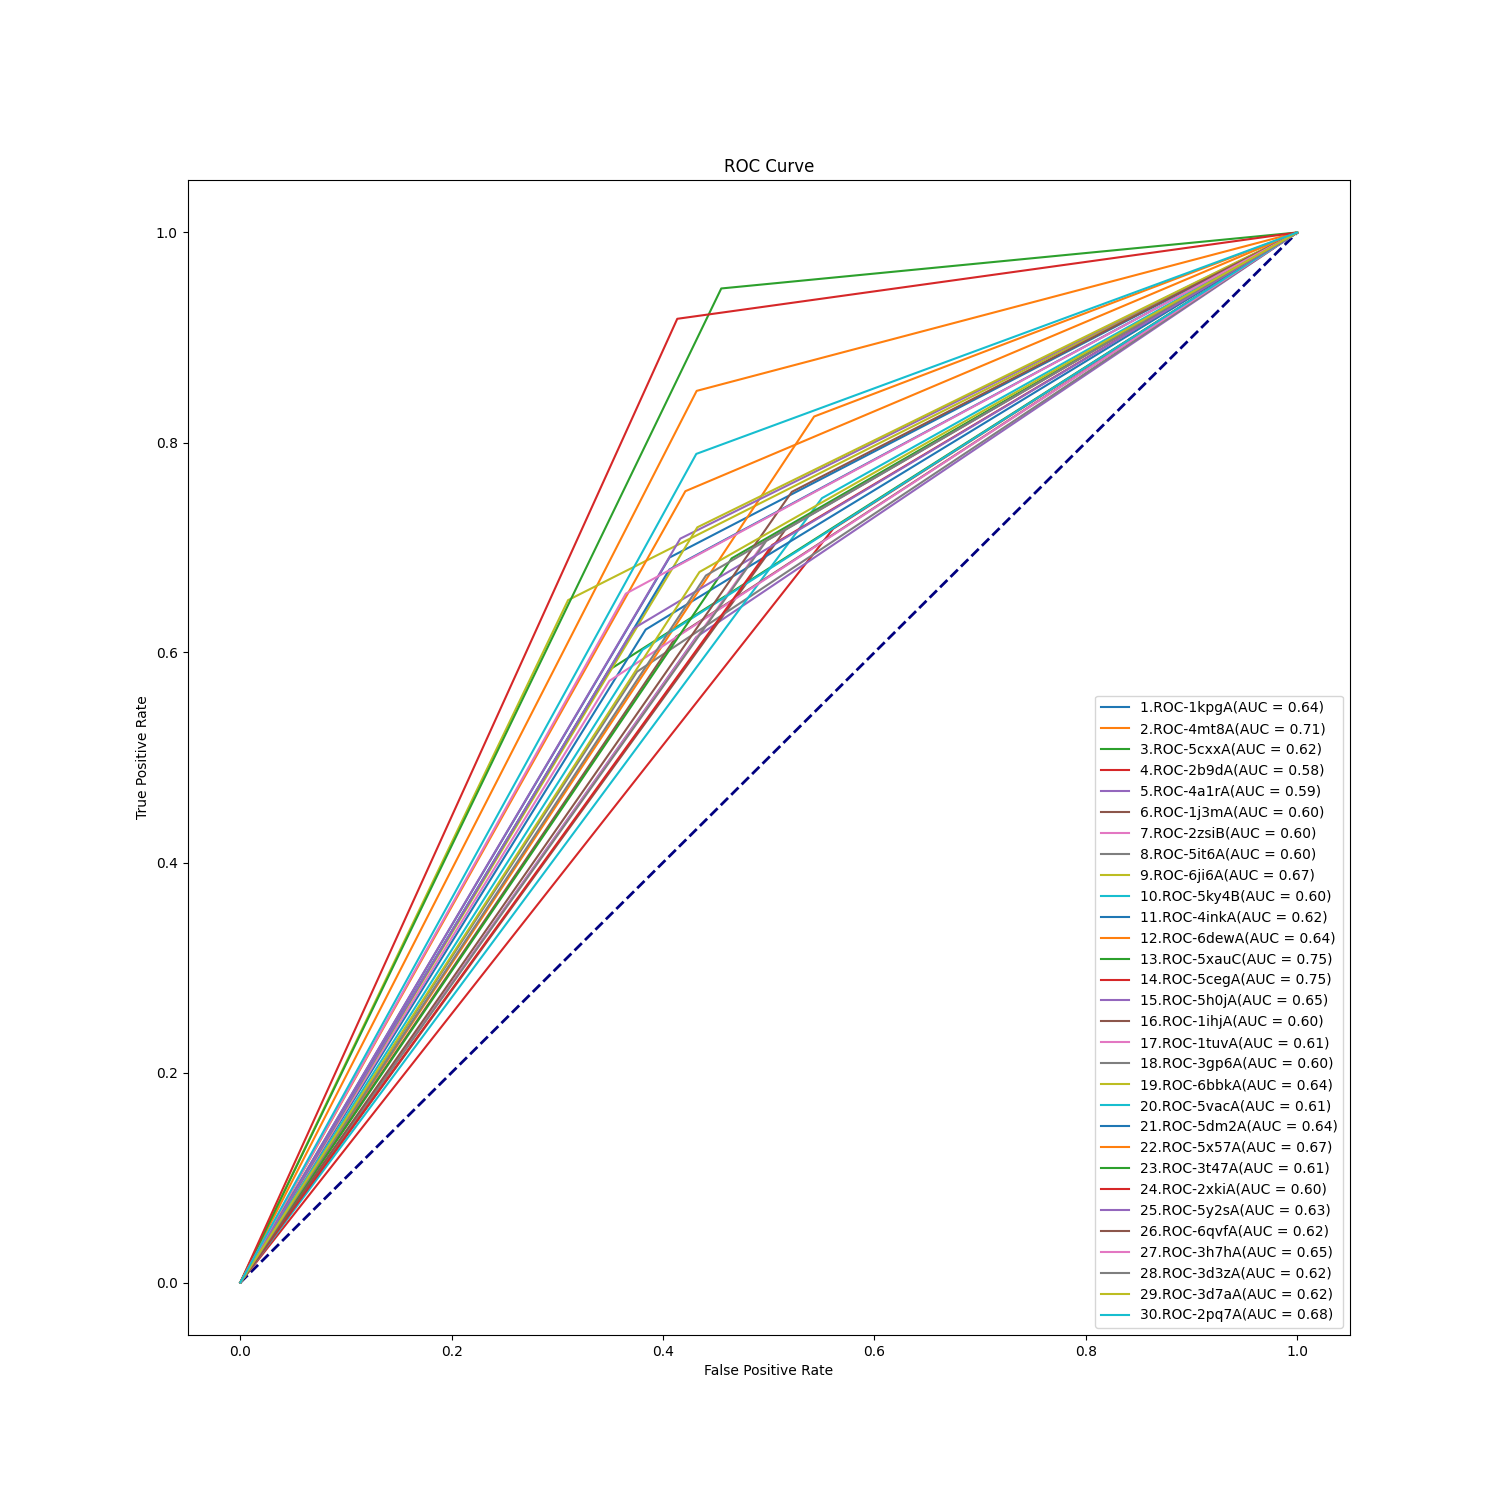 ROC Curve
1.0
0.8
0.6
0.4
0.2
0.0
True Positive Rate
0.0 0.2 0.4 0.6 0.8 1.0
False Positive Rate
1.ROC-1kpgA(AUC = 0.64)
2.ROC-4mt8A(AUC = 0.71)
3.ROC-5cxxA(AUC = 0.62)
4.ROC-2b9dA(AUC = 0.58)
5.ROC-4a1rA(AUC = 0.59)
6.ROC-1j3mA(AUC = 0.60)
7.ROC-2zsiB(AUC = 0.60)
8.ROC-5it6A(AUC = 0.60)
9.ROC-6ji6A(AUC = 0.67)
10.ROC-5ky4B(AUC = 0.60)
11.ROC-4inkA(AUC = 0.62)
12.ROC-6dewA(AUC = 0.64)
13.ROC-5xauC(AUC = 0.75)
14.ROC-5cegA(AUC = 0.75)
15.ROC-5h0jA(AUC = 0.65)
16.ROC-1ihjA(AUC = 0.60)
17.ROC-1tuvA(AUC = 0.61)
18.ROC-3gp6A(AUC = 0.60)
19.ROC-6bbkA(AUC = 0.64)
20.ROC-5vacA(AUC = 0.61)
21.ROC-5dm2A(AUC = 0.64)
22.ROC-5x57A(AUC = 0.67)
23.ROC-3t47A(AUC = 0.61)
24.ROC-2xkiA(AUC = 0.60)
25.ROC-5y2sA(AUC = 0.63)
26.ROC-6qvfA(AUC = 0.62)
27.ROC-3h7hA(AUC = 0.65)
28.ROC-3d3zA(AUC = 0.62)
29.ROC-3d7aA(AUC = 0.62)
30.ROC-2pq7A(AUC = 0.68)